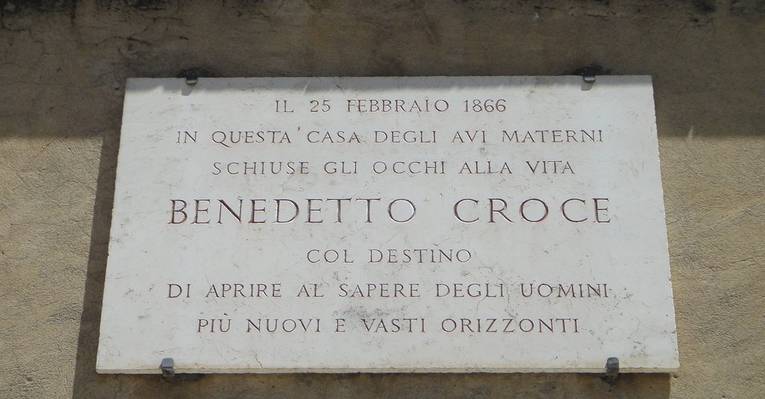 IL 25 FEBBRAIO 1866
IN QUESTA CASA DEGLI AVI MATERNI
SCHIUSE GLI OCCHI ALLA VITA
BENEDETTO CROCE
COL DESTINO
DI APRIRE AL SAPERE DEGLI UOMINI
PIÙ NUOVI E VASTI ORIZZONTI